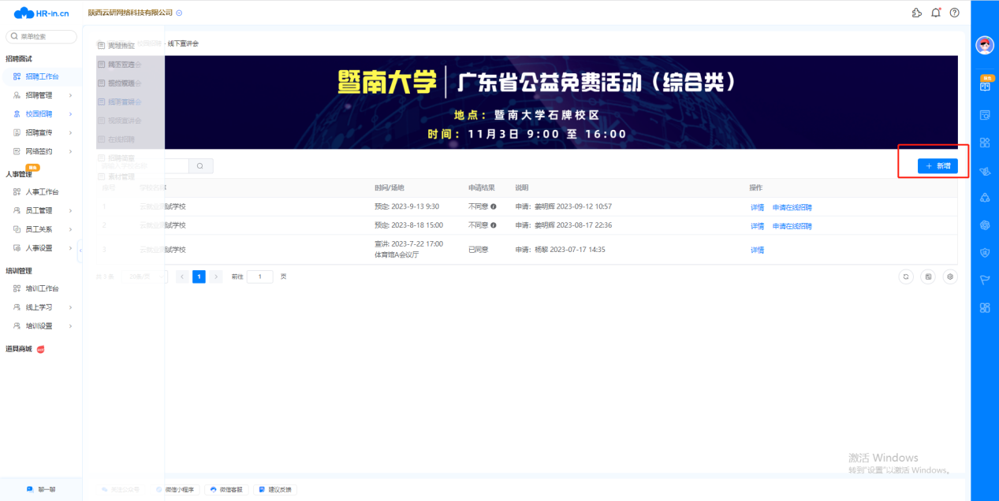 HR-in.cn
陕西云研网络科技有限公司
菜单检索
招聘面试
招聘工作台
招聘管理
校园招聘
招聘宣传
网络签约
人事管理
人事工作台
员工管理
员工关系
人事设置
培训管理
培训工作台
线上学习
培训设置
道具商城
聊一聊
线下宣讲会
视频宣讲会
在线招聘
招聘简章
素材管理
暨南大学 广东省公益免费活动（综合类）
地点：暨南大学石牌校区
时间：11月3日 9:00 至 16:00
+ 新增
序号 学校名称 时间/场地 申请结果 说明 操作
1 云就业测试学校 预定: 2023-9-13 9:30 不同意 申请：姜明辉 2023-09-12 10:57 详情 申请在线招聘
2 云就业测试学校 预定: 2023-8-18 15:00 不同意 申请：姜明辉 2023-08-17 22:36 详情 申请在线招聘
3 云就业测试学校 宣讲: 2023-7-22 17:00 已同意 申请：杨黎 2023-07-17 14:35 详情
体育馆A会议厅
共 3 条 20条/页 1 前往 1 页
激活 Windows
转到"设置"以激活 Windows。
关注公众号 微信小程序 微信客服 建议反馈